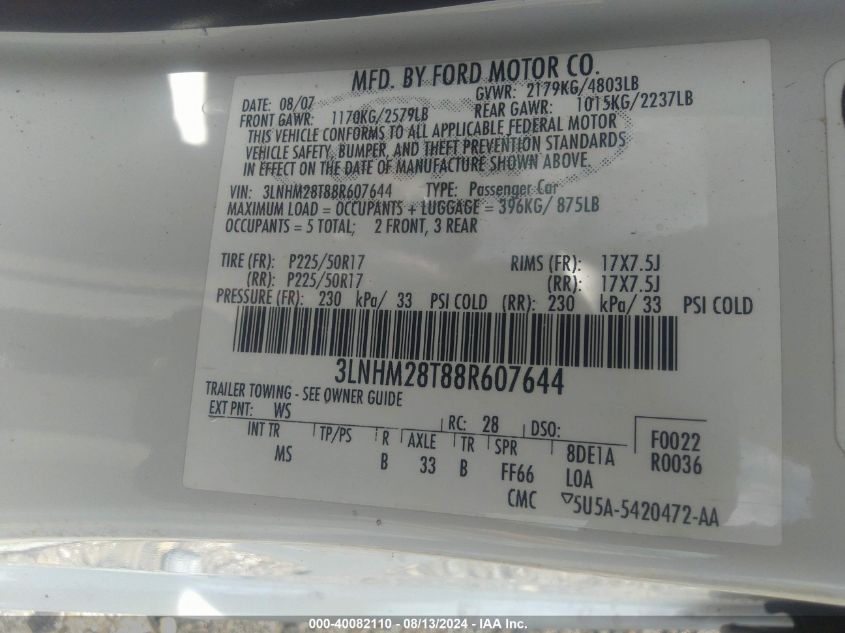 MFD. BY FORD MOTOR CO.
DATE: 08/07 GVWR: 2179KG/4803LB
FRONT GAWR: 1170KG/2579LB REAR GAWR: 1015KG/2237LB
THIS VEHICLE CONFORMS TO ALL APPLICABLE FEDERAL MOTOR
VEHICLE SAFETY, BUMPER, AND THEFT PREVENTION STANDARDS
IN EFFECT ON THE DATE OF MANUFACTURE SHOWN ABOVE.
VIN: 3LNHM28T88R607644 TYPE: Passenger Car
MAXIMUM LOAD = OCCUPANTS + LUGGAGE = 396KG/ 875LB
OCCUPANTS = 5 TOTAL; 2 FRONT, 3 REAR
TIRE (FR): P225/50R17 RIMS (FR): 17X7.5J
(RR): P225/50R17 (RR): 17X7.5J
PRESSURE (FR): 230 kPa/ 33 PSI COLD (RR): 230 kPa/ 33 PSI COLD
3LNHM28T88R607644
TRAILER TOWING - SEE OWNER GUIDE
EXT PNT: WS RC: 28 DSO: F0022
INT TR TP/PS R AXLE TR SPR 8DE1A R0036
MS B 33 B FF66 LOA
CMC 5U5A-5420472-AA
000-40082110 - 08/13/2024 - IAA Inc.